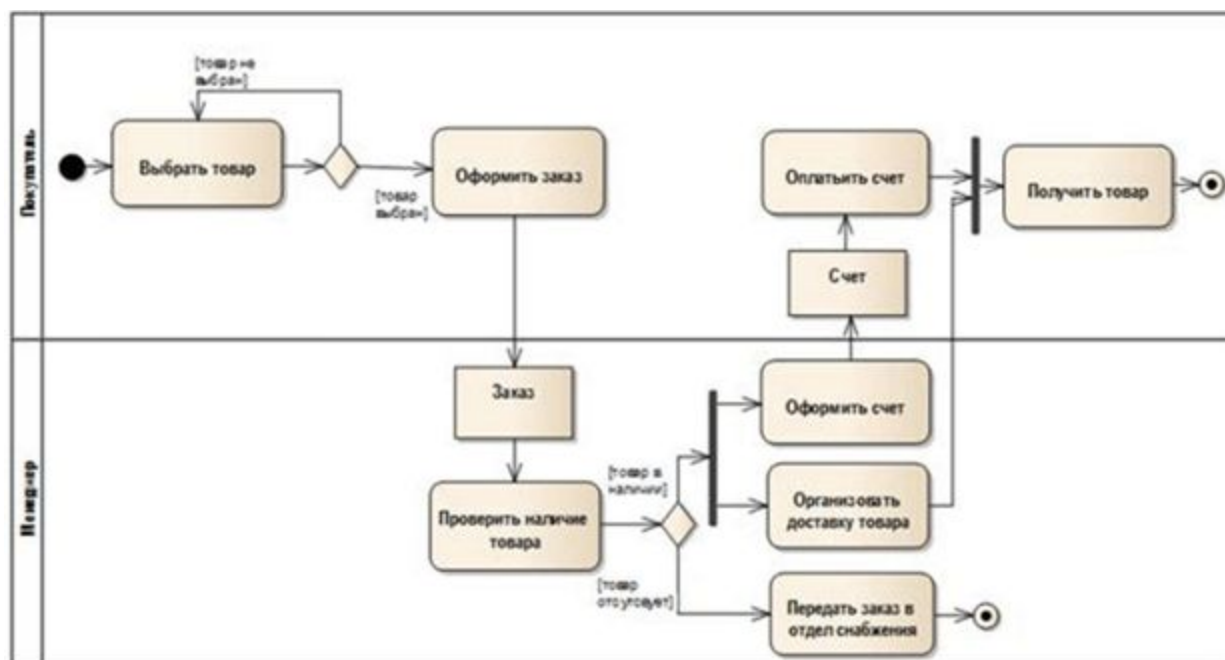 Покупатель
[товар не
выбран]
Выбрать товар
[товар
выбран]
Оформить заказ
Оплатьить счет
Получить товар
Счет
Менеджер
Заказ
Проверить наличие
товара
[товар в
наличии]
[товар
отсутсвует]
Оформить счет
Организовать
доставку товара
Передать заказ в
отдел снабжения